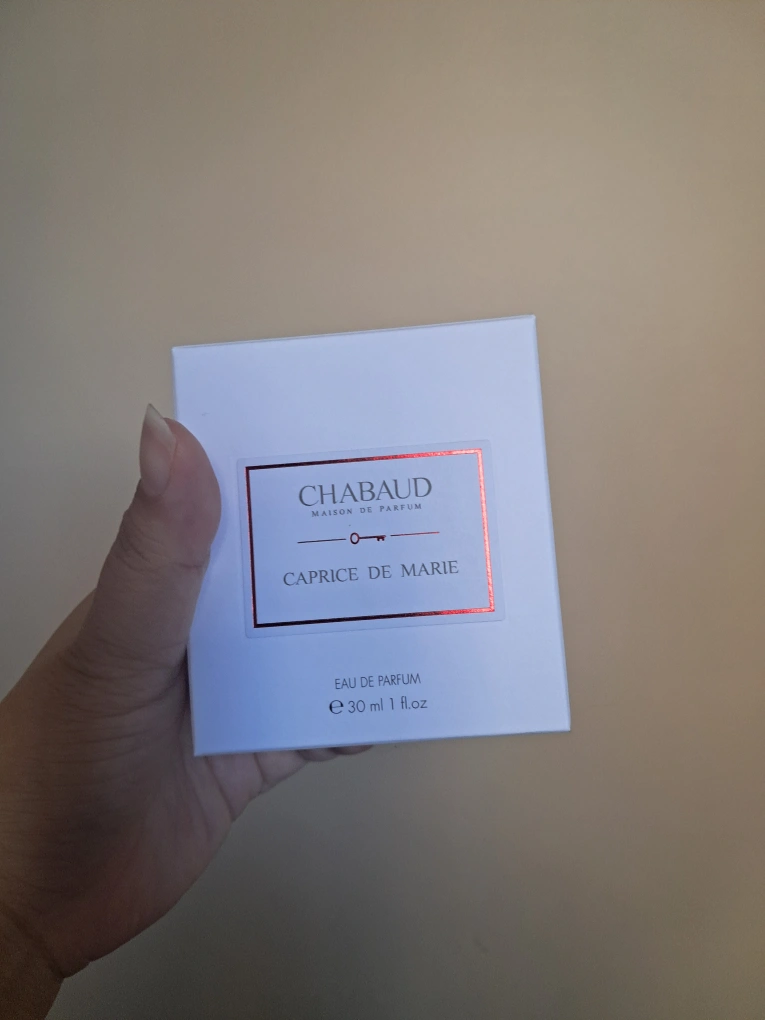 CHABAUD
MAISON DE PARFUM
CAPRICE DE MARIE
EAU DE PARFUM
℮ 30 ml 1 fl.oz